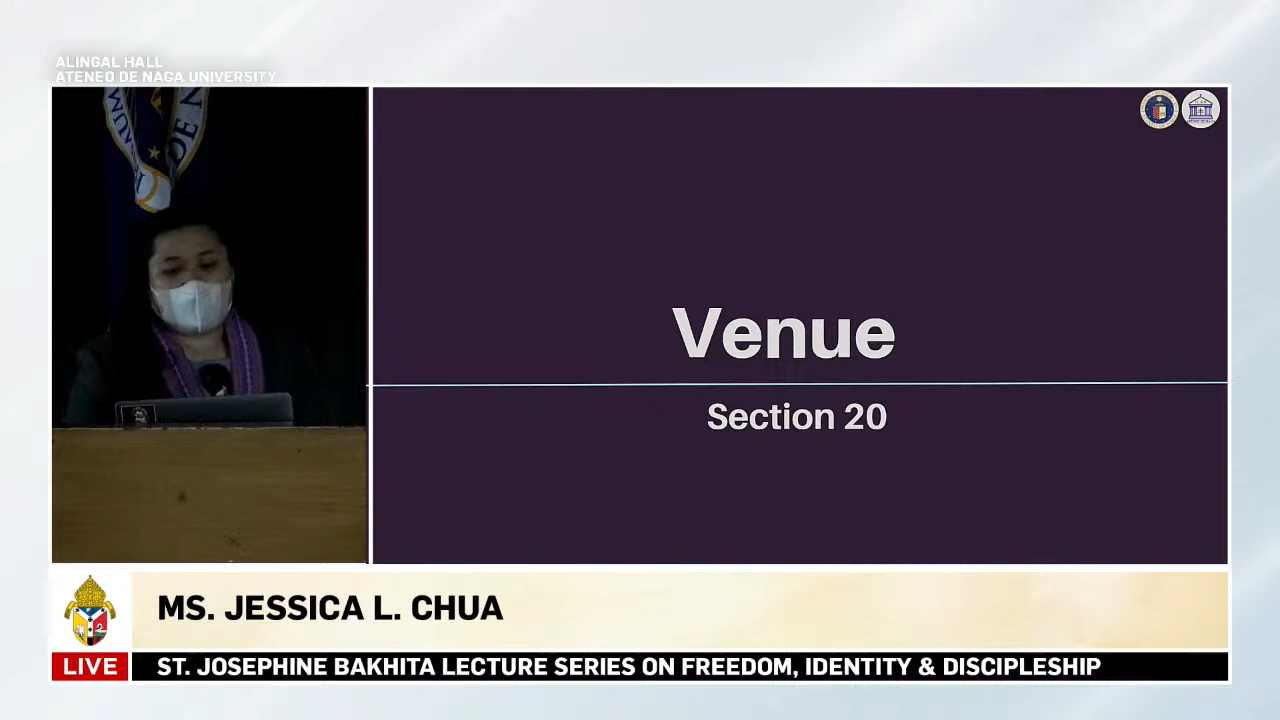 ALINGAL HALL
ATENEO DE NAGA UNIVERSITY
Venue
Section 20
MS. JESSICA L. CHUA
LIVE
ST. JOSEPHINE BAKHITA LECTURE SERIES ON FREEDOM, IDENTITY & DISCIPLESHIP